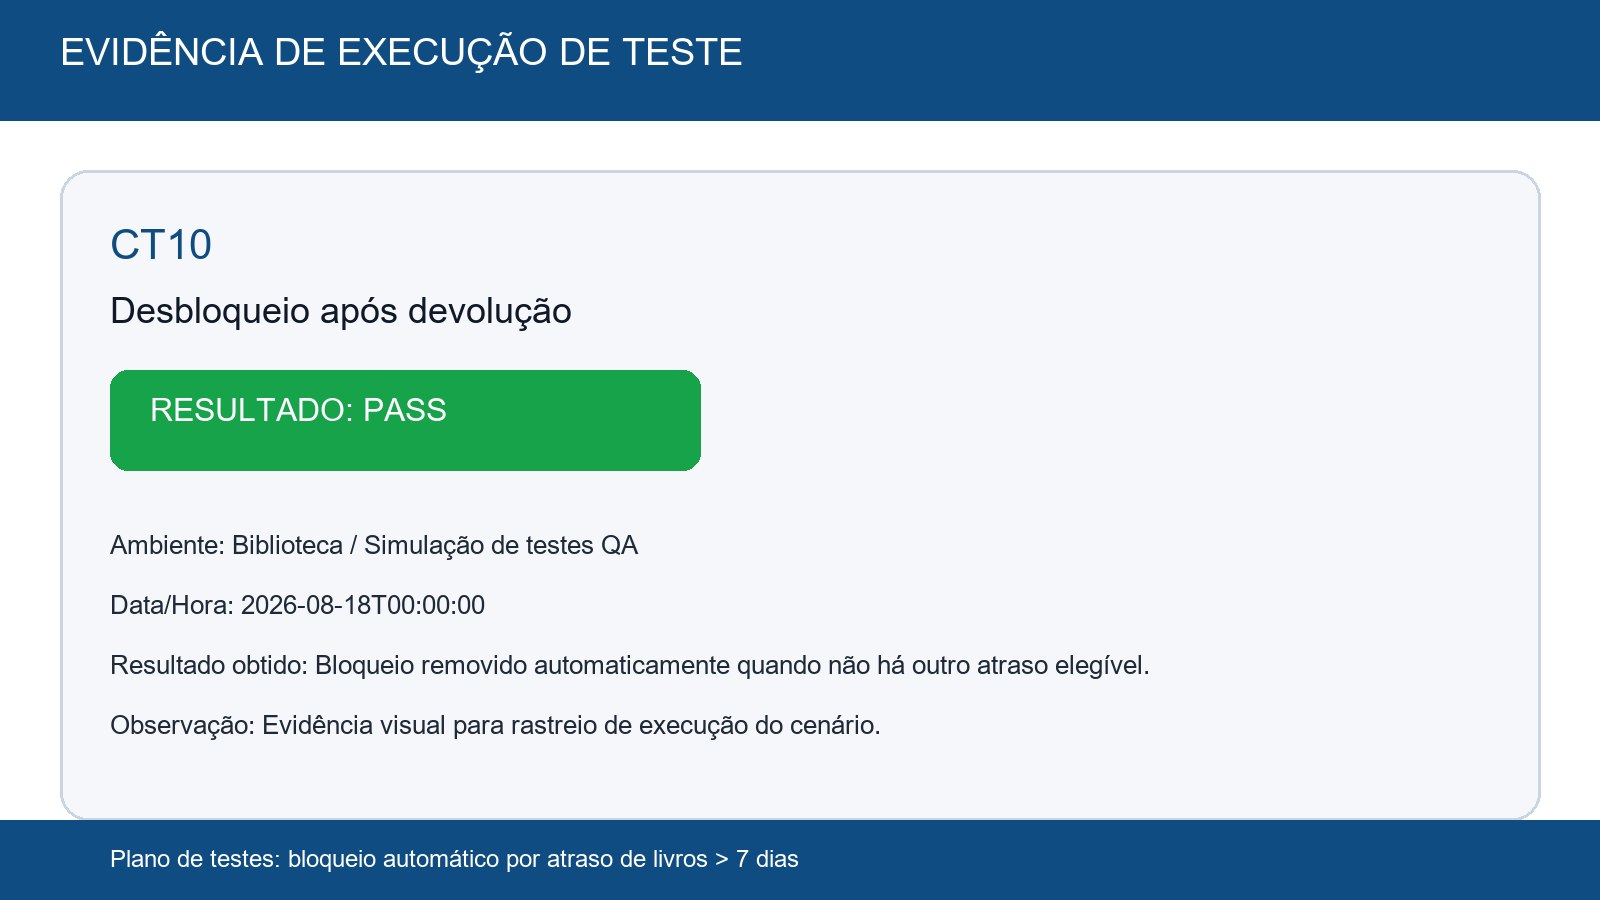 EVIDÊNCIA DE EXECUÇÃO DE TESTE
CT10
Desbloqueio após devolução
RESULTADO: PASS
Ambiente: Biblioteca / Simulação de testes QA
Data/Hora: 2026-08-18T00:00:00
Resultado obtido: Bloqueio removido automaticamente quando não há outro atraso elegível.
Observação: Evidência visual para rastreio de execução do cenário.
Plano de testes: bloqueio automático por atraso de livros > 7 dias